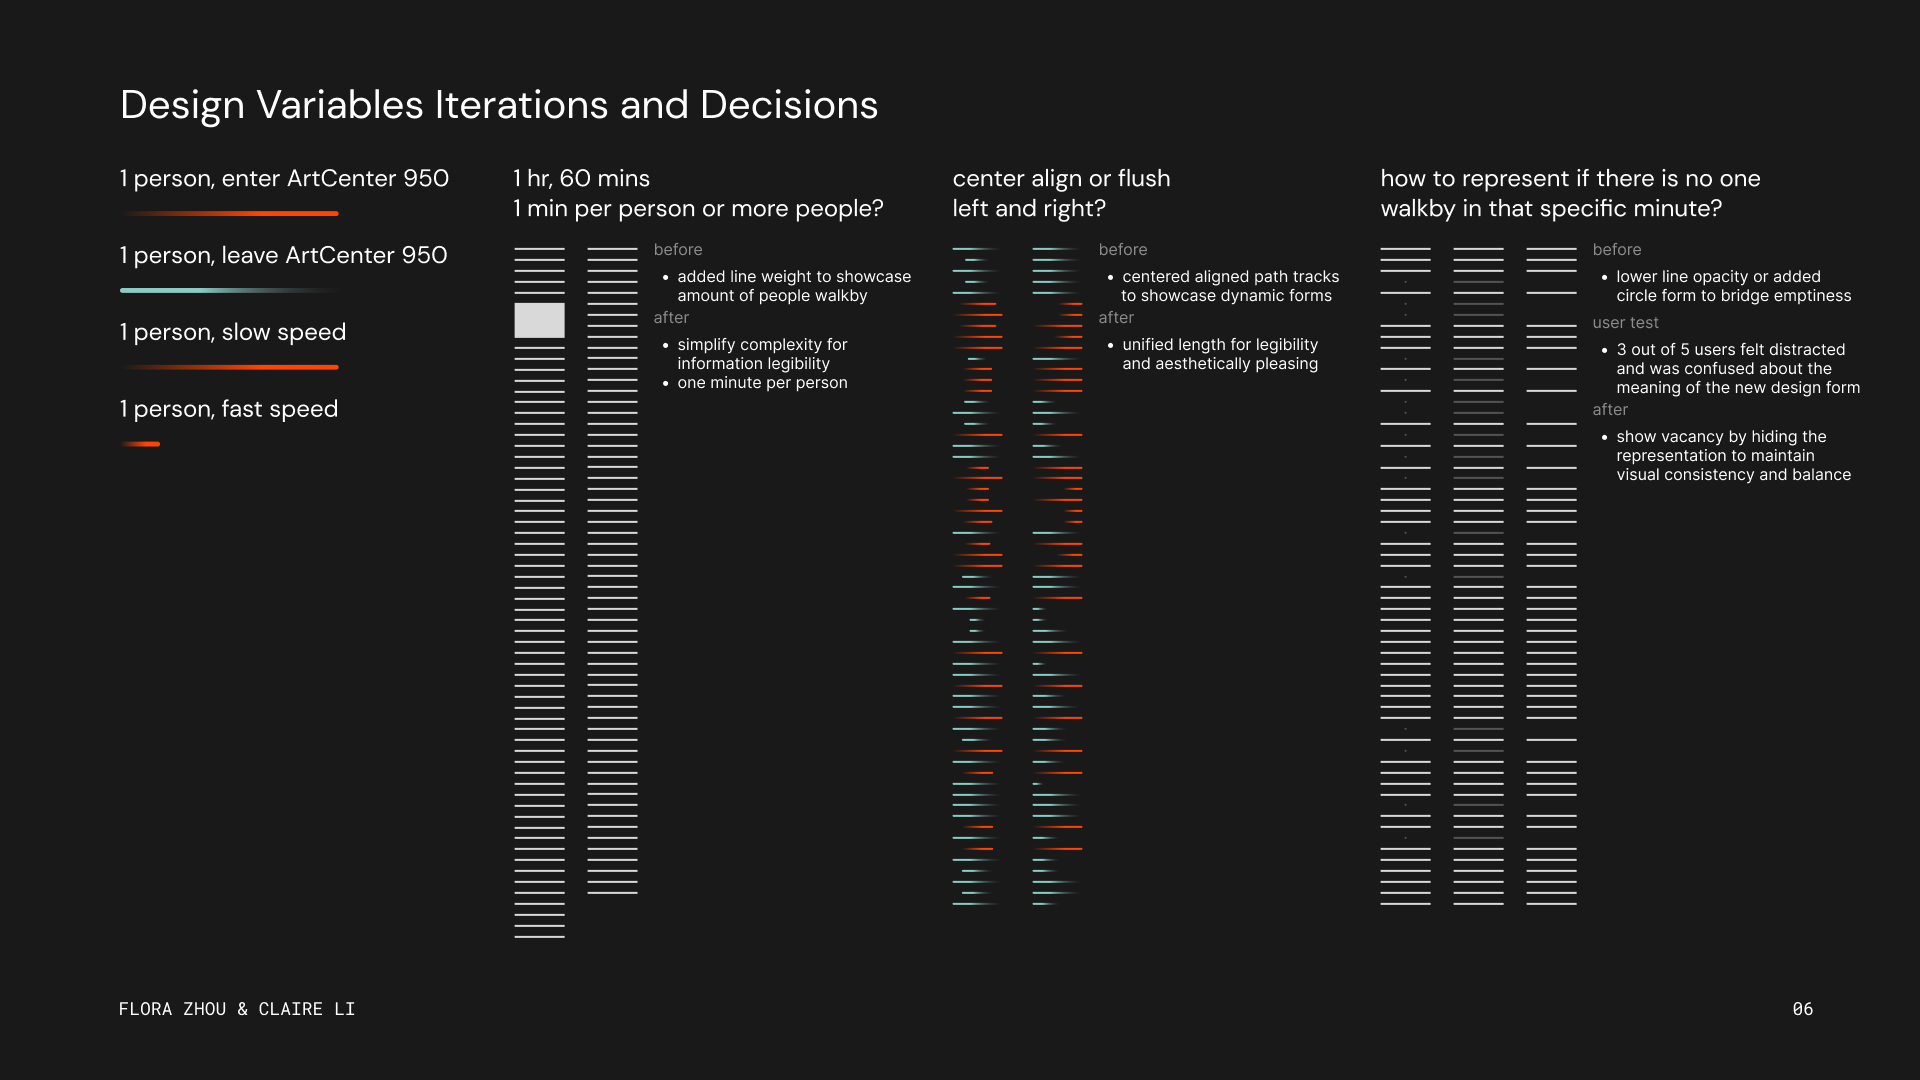 Design Variables Iterations and Decisions
1 person, enter ArtCenter 950
1 person, leave ArtCenter 950
1 person, slow speed
1 person, fast speed
1 hr, 60 mins
1 min per person or more people?
before
• added line weight to showcase
amount of people walkby
after
• simplify complexity for
information legibility
• one minute per person
center align or flush
left and right?
before
• centered aligned path tracks
to showcase dynamic forms
after
• unified length for legibility
and aesthetically pleasing
how to represent if there is no one
walkby in that specific minute?
before
• lower line opacity or added
circle form to bridge emptiness
user test
• 3 out of 5 users felt distracted
and was confused about the
meaning of the new design form
after
• show vacancy by hiding the
representation to maintain
visual consistency and balance
FLORA ZHOU & CLAIRE LI
06